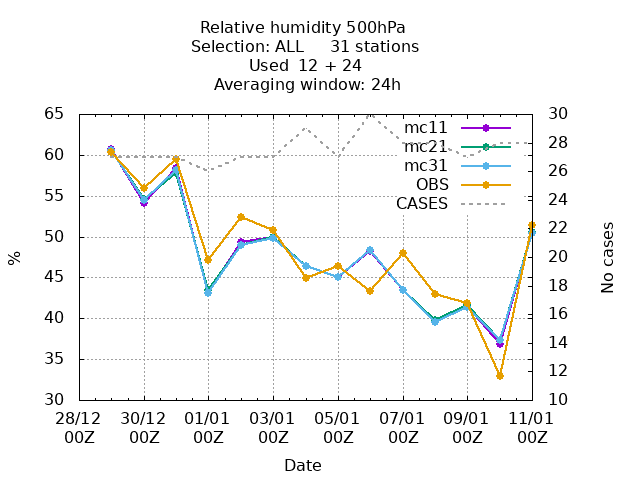 Relative humidity 500hPa
Selection: ALL 31 stations
Used 12 + 24
Averaging window: 24h
65 60 55 50 45 40 35 30
%
30 28 26 24 22 20 18 16 14 12 10
No cases
mc11
mc21
mc31
OBS
CASES
28/12 30/12 01/01 03/01 05/01 07/01 09/01 11/01
00Z 00Z 00Z 00Z 00Z 00Z 00Z 00Z
Date